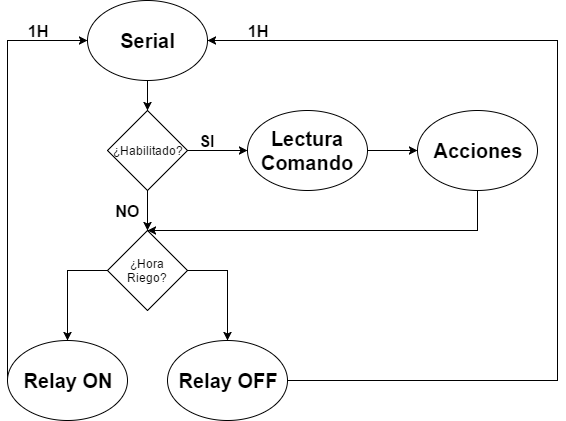 1H
Serial
1H
¿Habilitado?
SI
Lectura
Comando
Acciones
NO
¿Hora
Riego?
Relay ON
Relay OFF